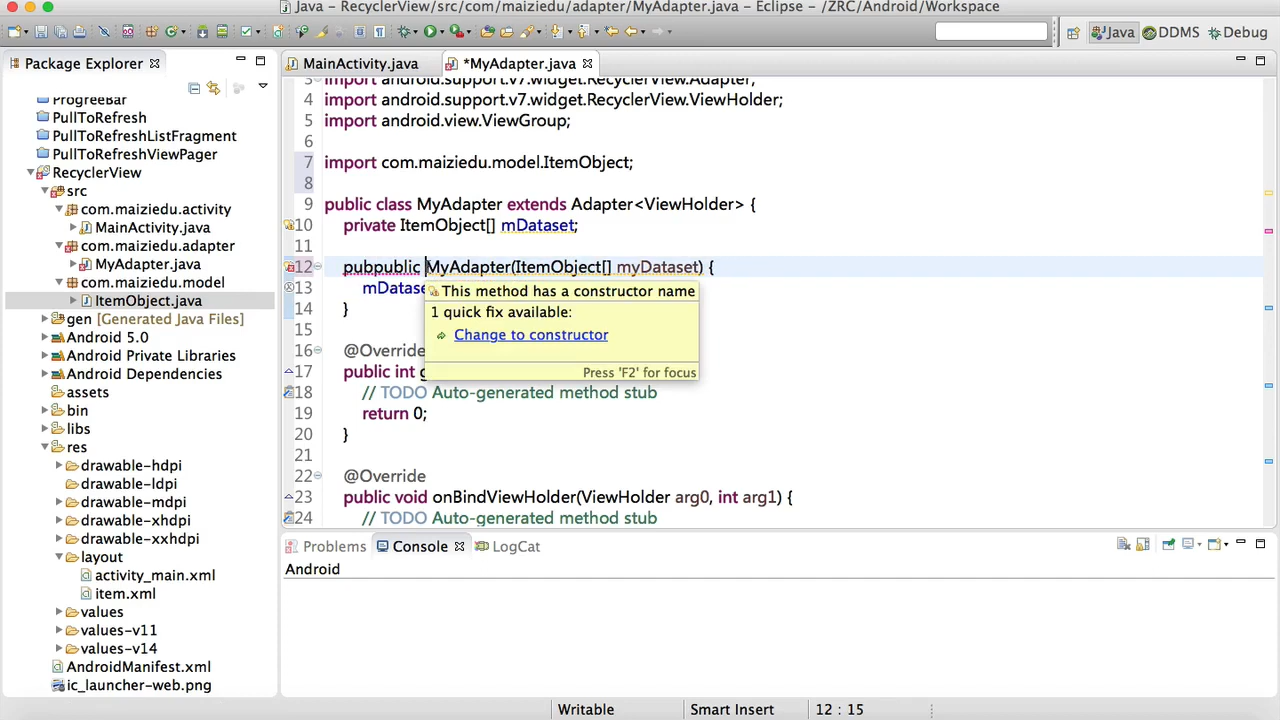 Java - RecyclerView/src/com/maiziedu/adapter/MyAdapter.java - Eclipse - /ZRC/Android/Workspace
Java DDMS Debug
Package Explorer
ProgreeBar
PullToRefresh
PullToRefreshListFragment
PullToRefreshViewPager
RecyclerView
src
com.maiziedu.activity
MainActivity.java
com.maiziedu.adapter
MyAdapter.java
com.maiziedu.model
ItemObject.java
gen [Generated Java Files]
Android 5.0
Android Private Libraries
Android Dependencies
assets
bin
libs
res
drawable-hdpi
drawable-ldpi
drawable-mdpi
drawable-xhdpi
drawable-xxhdpi
layout
activity_main.xml
item.xml
values
values-v11
values-v14
AndroidManifest.xml
ic_launcher-web.png
MainActivity.java *MyAdapter.java
3 import android.support.v7.widget.RecyclerView.Adapter;
4 import android.support.v7.widget.RecyclerView.ViewHolder;
5 import android.view.ViewGroup;
6
7 import com.maiziedu.model.ItemObject;
8
9 public class MyAdapter extends Adapter<ViewHolder> {
10 private ItemObject[] mDataset;
11
12 pubpublic MyAdapter(ItemObject[] myDataset) {
13 mDatase
14 }
15
16 @Override
17 public int g
18 // TODO Auto-generated method stub
19 return 0;
20 }
21
22 @Override
23 public void onBindViewHolder(ViewHolder arg0, int arg1) {
24 // TODO Auto-generated method stub
This method has a constructor name
1 quick fix available:
Change to constructor
Press 'F2' for focus
Problems Console LogCat
Android
Writable Smart Insert 12 : 15